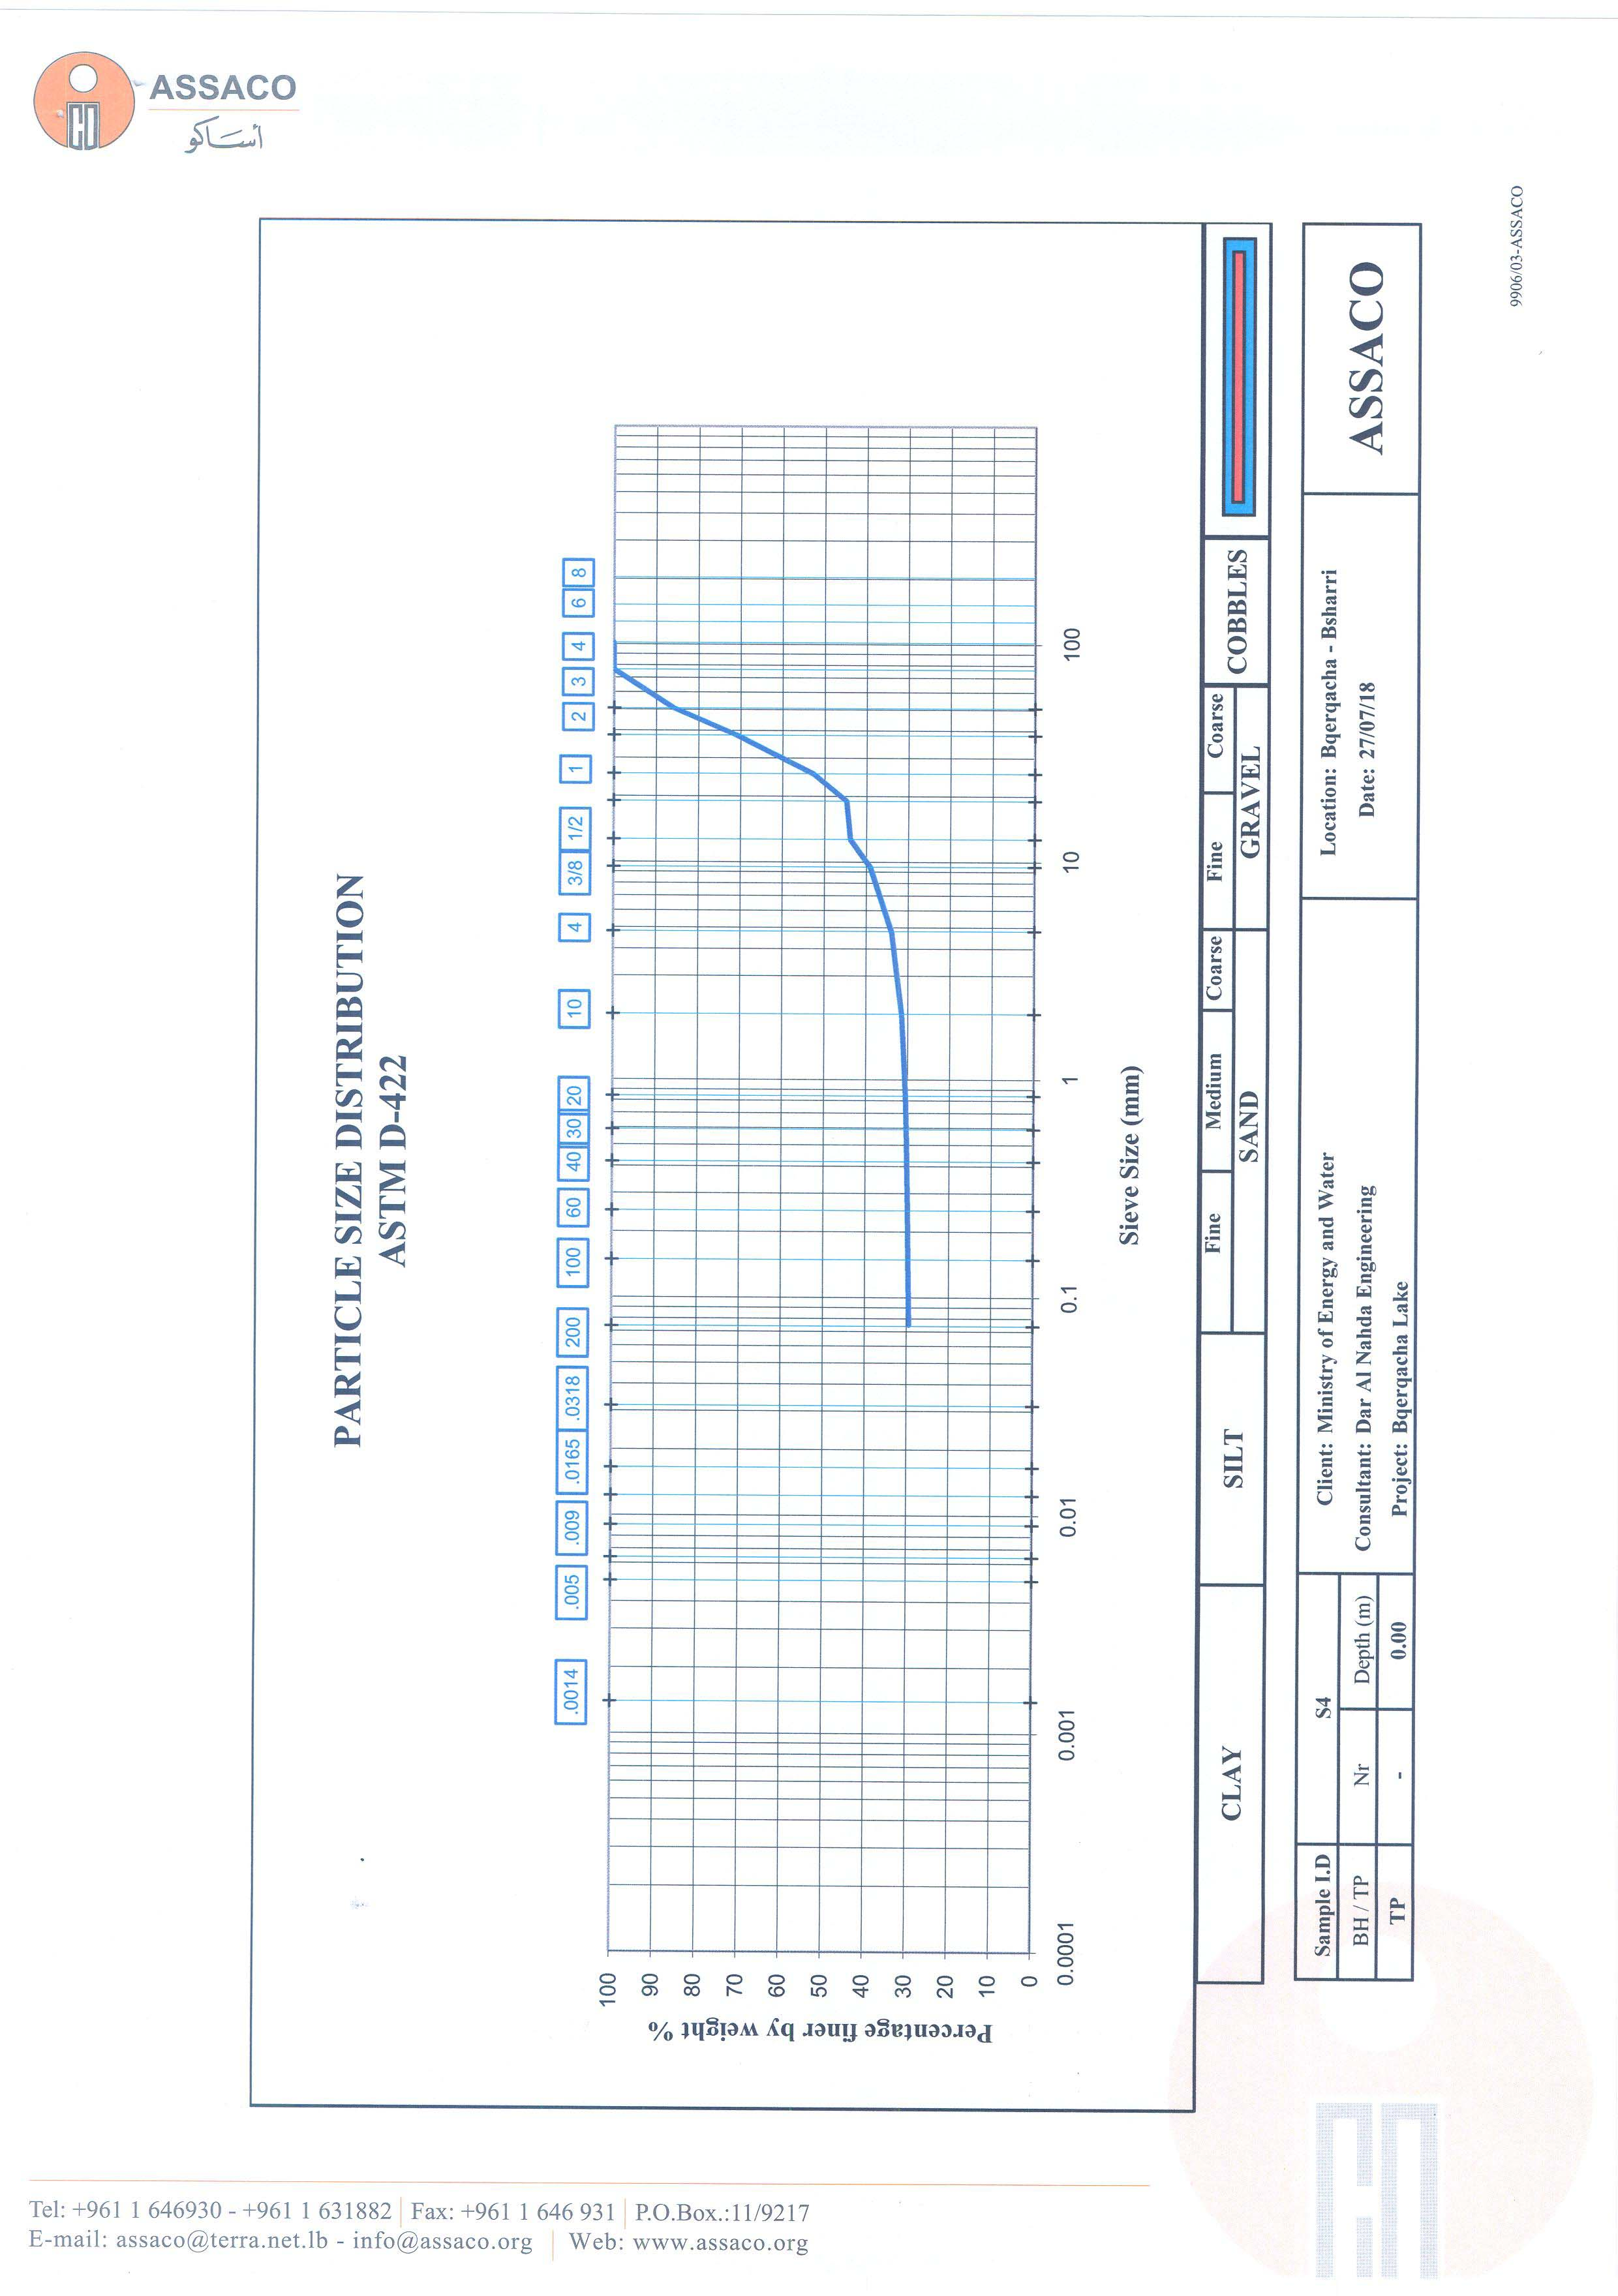 ASSACO
أساكو
PARTICLE SIZE DISTRIBUTION
ASTM D-422
.0014 .005 .009 .0165 .0318 200 100 60 40 30 20 10 4 3/8 1/2 1 2 3 4 6 8
Percentage finer by weight %
100
90
80
70
60
50
40
30
20
10
0
0.0001 0.001 0.01 0.1 1 10 100
Sieve Size (mm)
CLAY SILT Fine Medium Coarse Fine Coarse COBBLES
SAND GRAVEL
Sample I.D S4
BH / TP Nr Depth (m)
TP - 0.00
Client: Ministry of Energy and Water
Consultant: Dar Al Nahda Engineering
Project: Bqerqacha Lake
Location: Bqerqacha - Bsharri
Date: 27/07/18
ASSACO
9906/03-ASSACO
Tel: +961 1 646930 - +961 1 631882 | Fax: +961 1 646 931 | P.O.Box.:11/9217
E-mail: assaco@terra.net.lb - info@assaco.org | Web: www.assaco.org